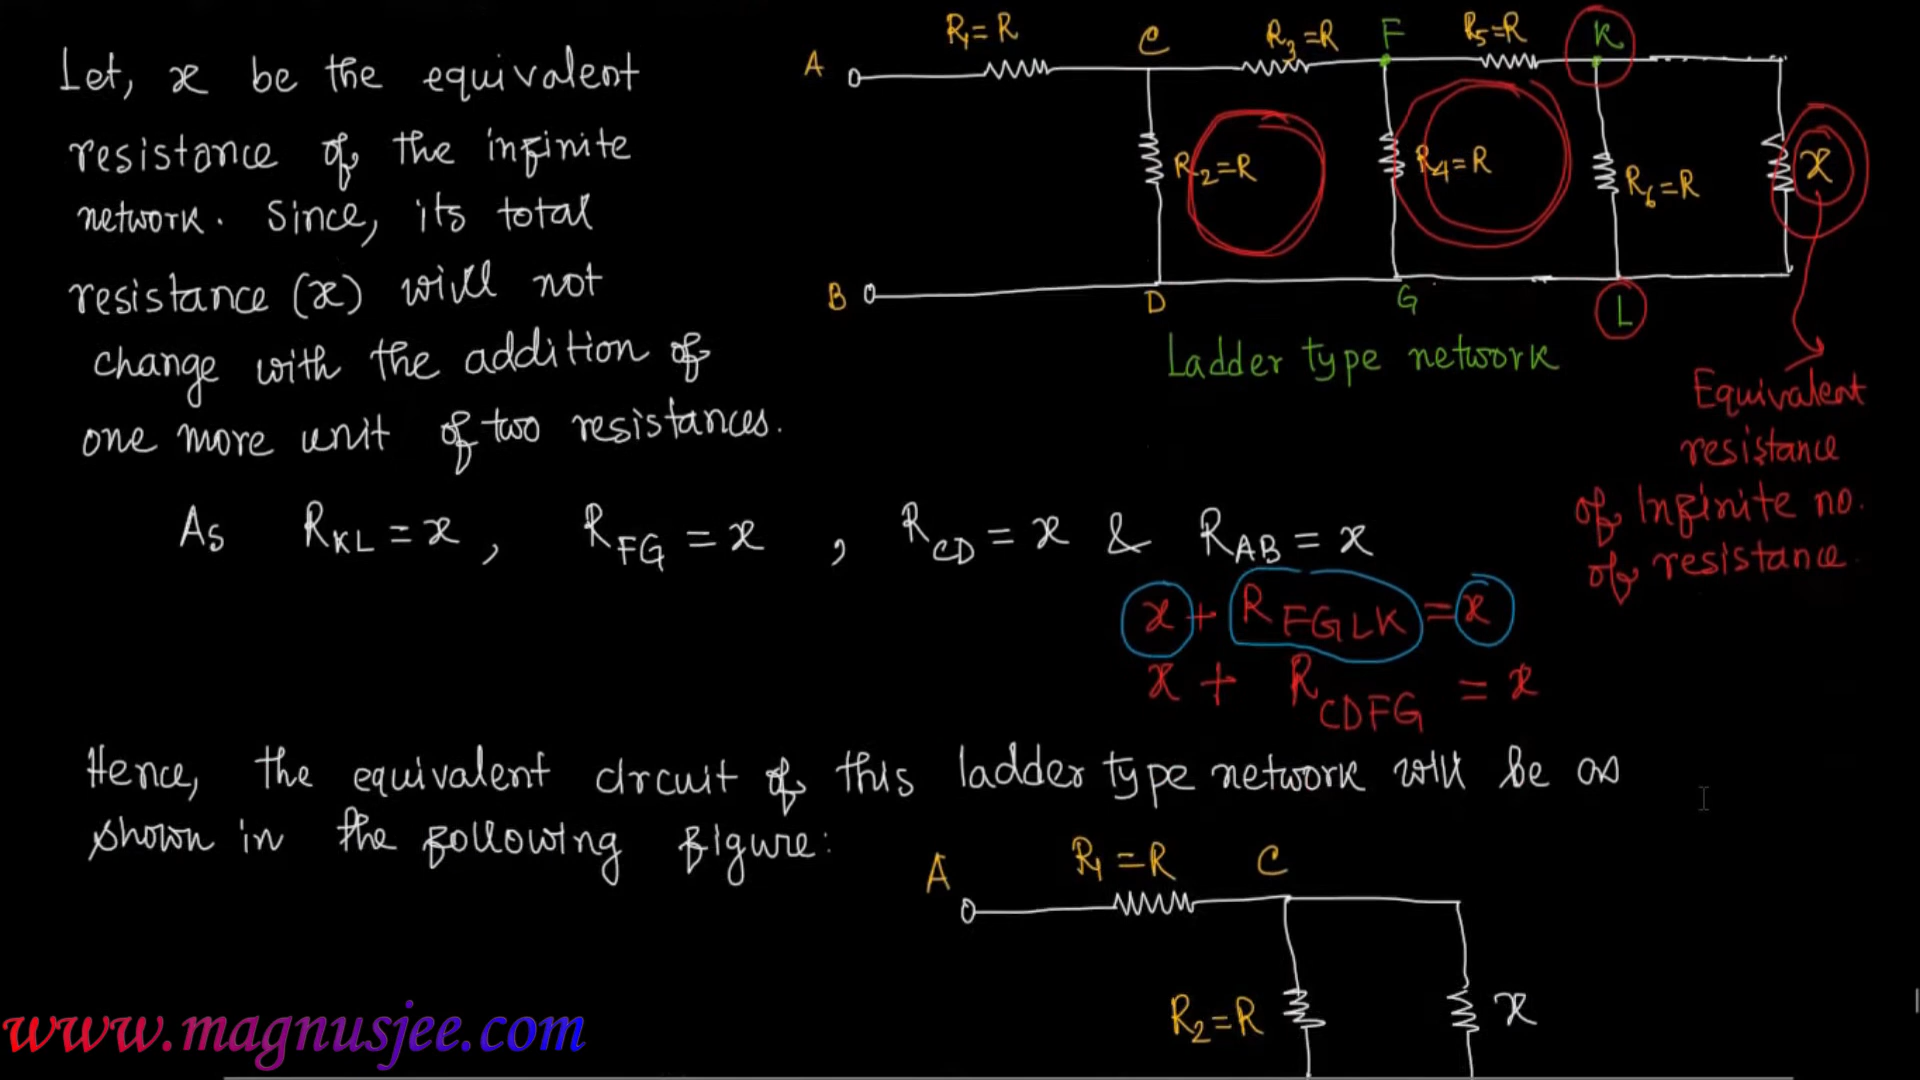 Let, x be the equivalent
resistance of the infinite
network. Since, its total
resistance (x) will not
change with the addition of
one more unit of two resistances.
A
R1=R
C
R3=R
F
R5=R
K
R2=R
R4=R
R6=R
x
B
D
G
L
Ladder type network
Equivalent
resistance
of Infinite no.
of resistance
As RKL = x, RFG = x, RCD = x & RAB = x
x + RFGLK = x
x + RCDFG = x
Hence, the equivalent circuit of this ladder type network will be as
shown in the following figure:
A
R1 = R
C
R2=R
x
www.magnusjee.com